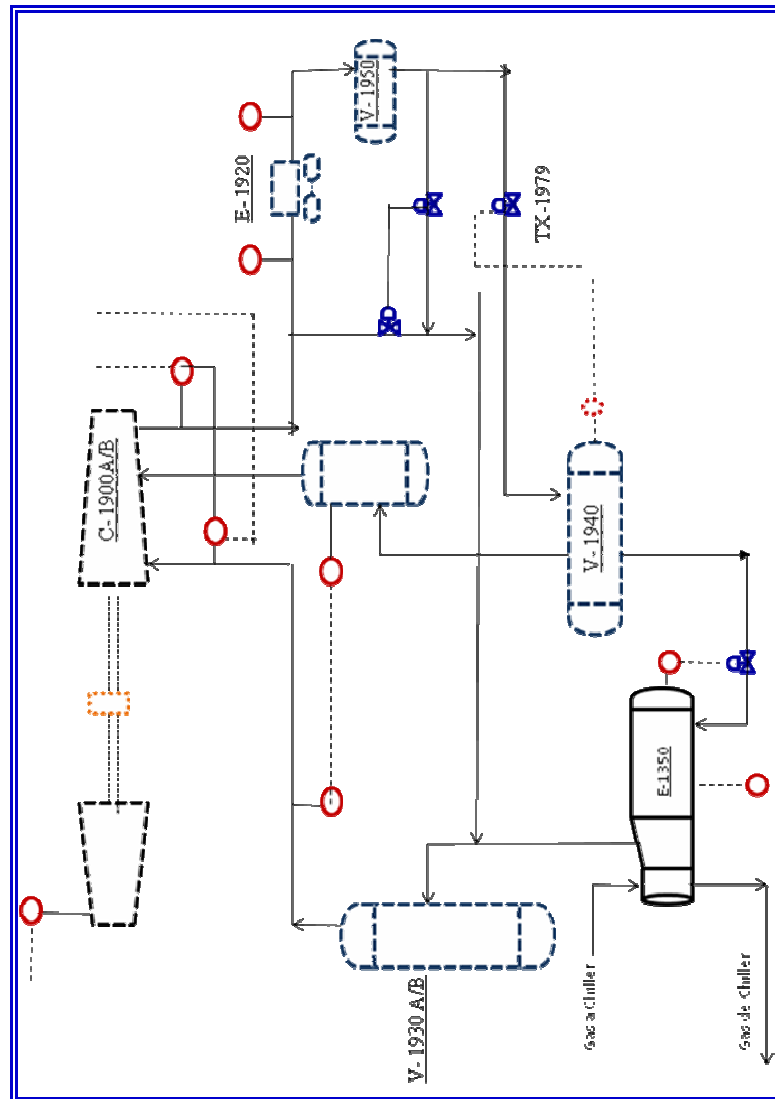 V-1950
E-1920
TX-1979
C-1900A/B
V-1940
E-1350
V-1930 A/B
Gas a Chiller
Gas de Chiller